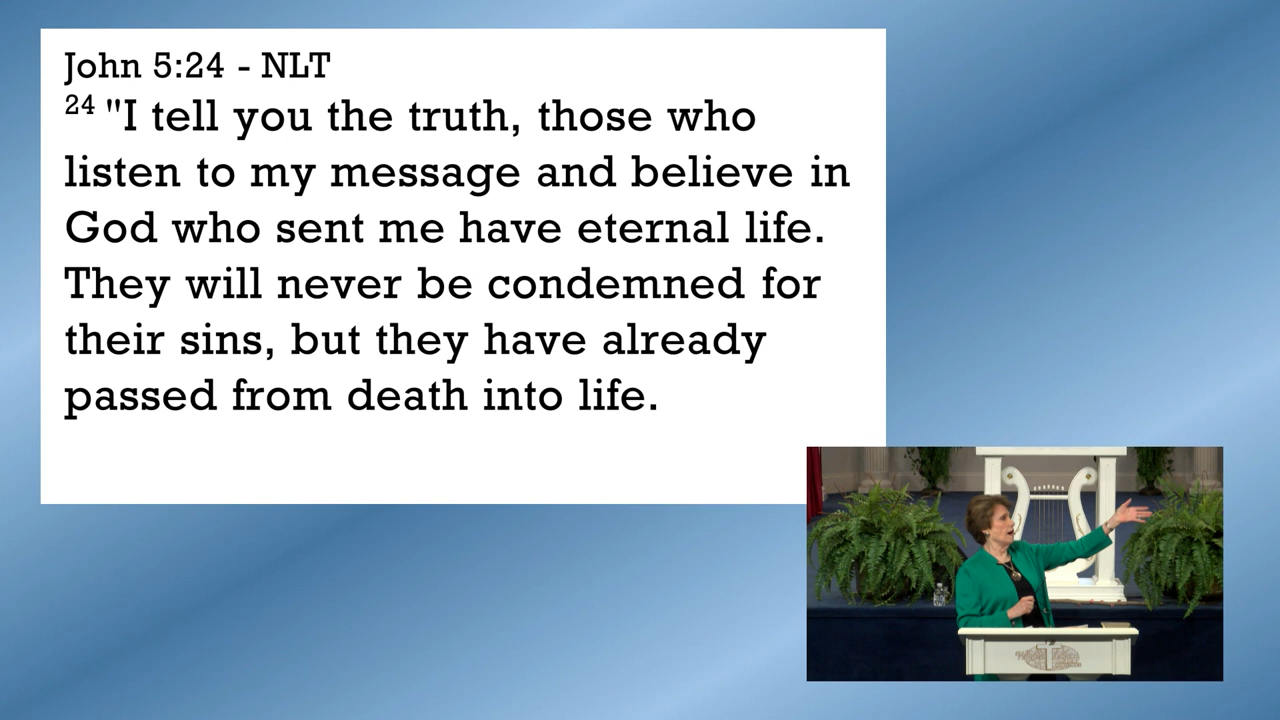 John 5:24 - NLT
24 "I tell you the truth, those who
listen to my message and believe in
God who sent me have eternal life.
They will never be condemned for
their sins, but they have already
passed from death into life.